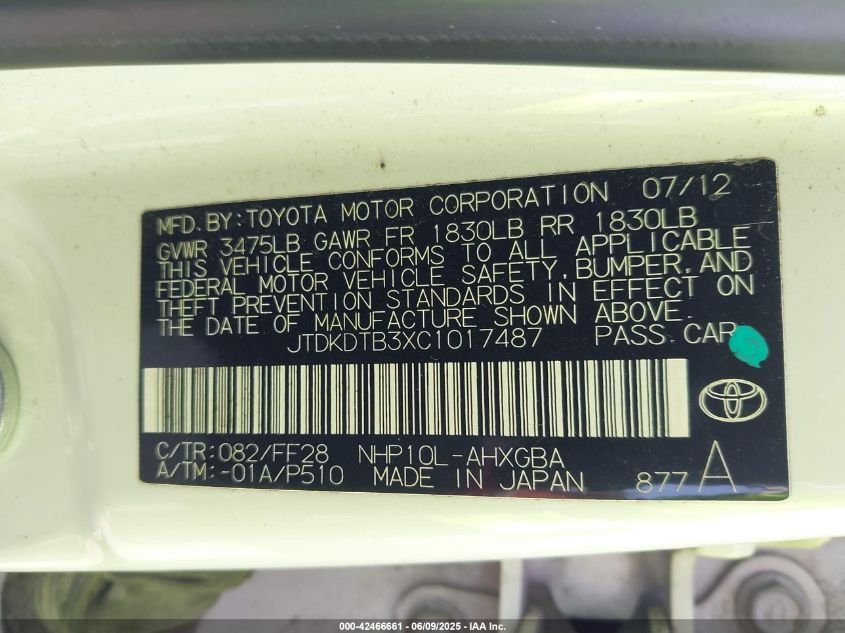 MFD. BY: TOYOTA MOTOR CORPORATION 07/12
GVWR 3475LB GAWR FR 1830LB RR 1830LB
THIS VEHICLE CONFORMS TO ALL APPLICABLE
FEDERAL MOTOR VEHICLE SAFETY, BUMPER, AND
THEFT PREVENTION STANDARDS IN EFFECT ON
THE DATE OF MANUFACTURE SHOWN ABOVE.
JTDKDTB3XC1017487 PASS. CAR
C/TR: 082/FF28 NHP10L-AHXGBA
A/TM: -01A/P510 MADE IN JAPAN 877 A
000-42466661 - 06/09/2025 - IAA Inc.